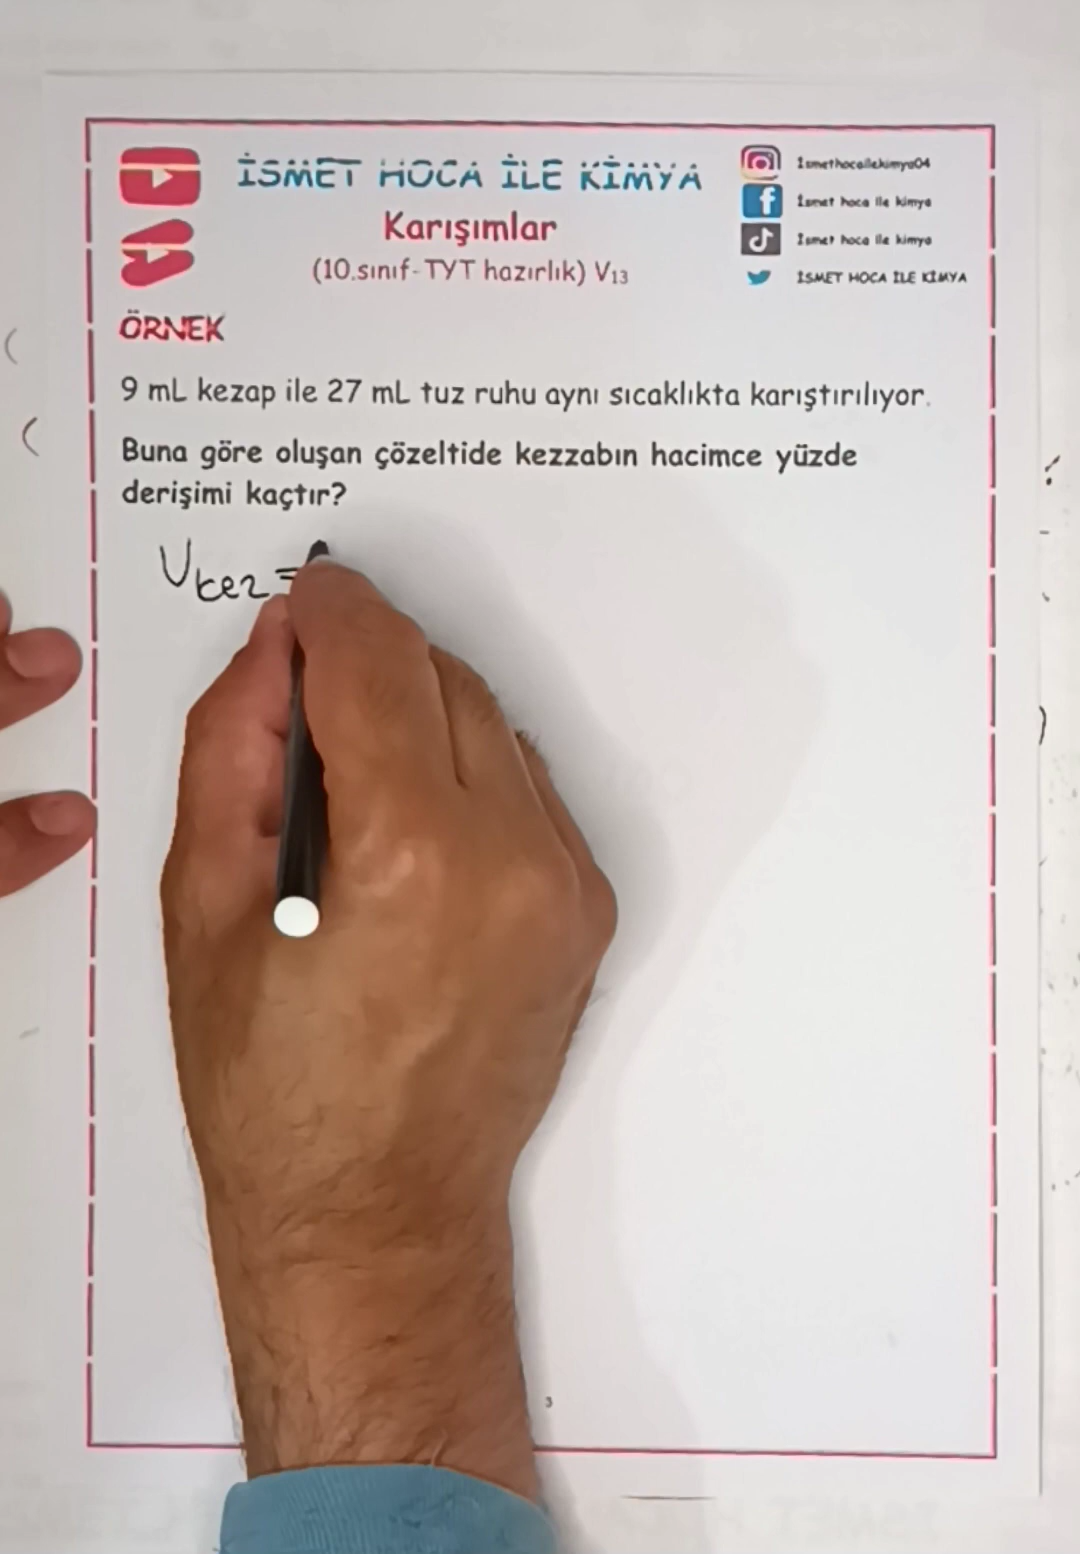 İSMET HOCA İLE KİMYA
Karışımlar
(10.sınıf-TYT hazırlık) V13
İsmethocailekimya04
İsmet hoca ile kimya
İsmet hoca ile kimya
İSMET HOCA İLE KİMYA
ÖRNEK
9 mL kezap ile 27 mL tuz ruhu aynı sıcaklıkta karıştırılıyor.
Buna göre oluşan çözeltide kezzabın hacimce yüzde
derişimi kaçtır?
Vkez =
3